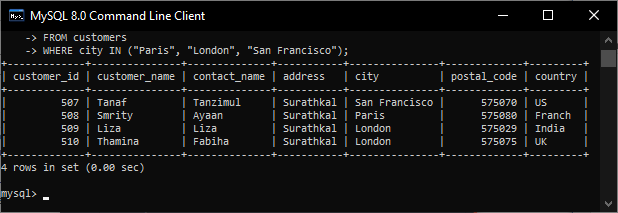 MySQL 8.0 Command Line Client
-> FROM customers
-> WHERE city IN ("Paris", "London", "San Francisco");
+-------------+---------------+--------------+-----------+---------------+-------------+---------+
| customer_id | customer_name | contact_name | address | city | postal_code | country |
+-------------+---------------+--------------+-----------+---------------+-------------+---------+
| 507 | Tanaf | Tanzimul | Surathkal | San Francisco | 575070 | US |
| 508 | Smrity | Ayaan | Surathkal | Paris | 575080 | Franch |
| 509 | Liza | Liza | Surathkal | London | 575029 | India |
| 510 | Thamina | Fabiha | Surathkal | London | 575075 | UK |
+-------------+---------------+--------------+-----------+---------------+-------------+---------+
4 rows in set (0.00 sec)
mysql> _